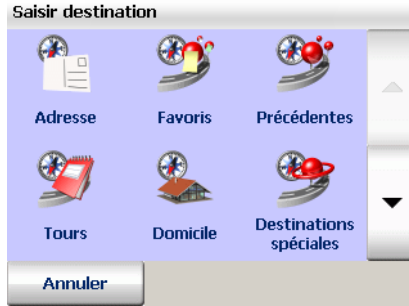 Saisir destination
Adresse
Favoris
Précédentes
Tours
Domicile
Destinations
spéciales
Annuler